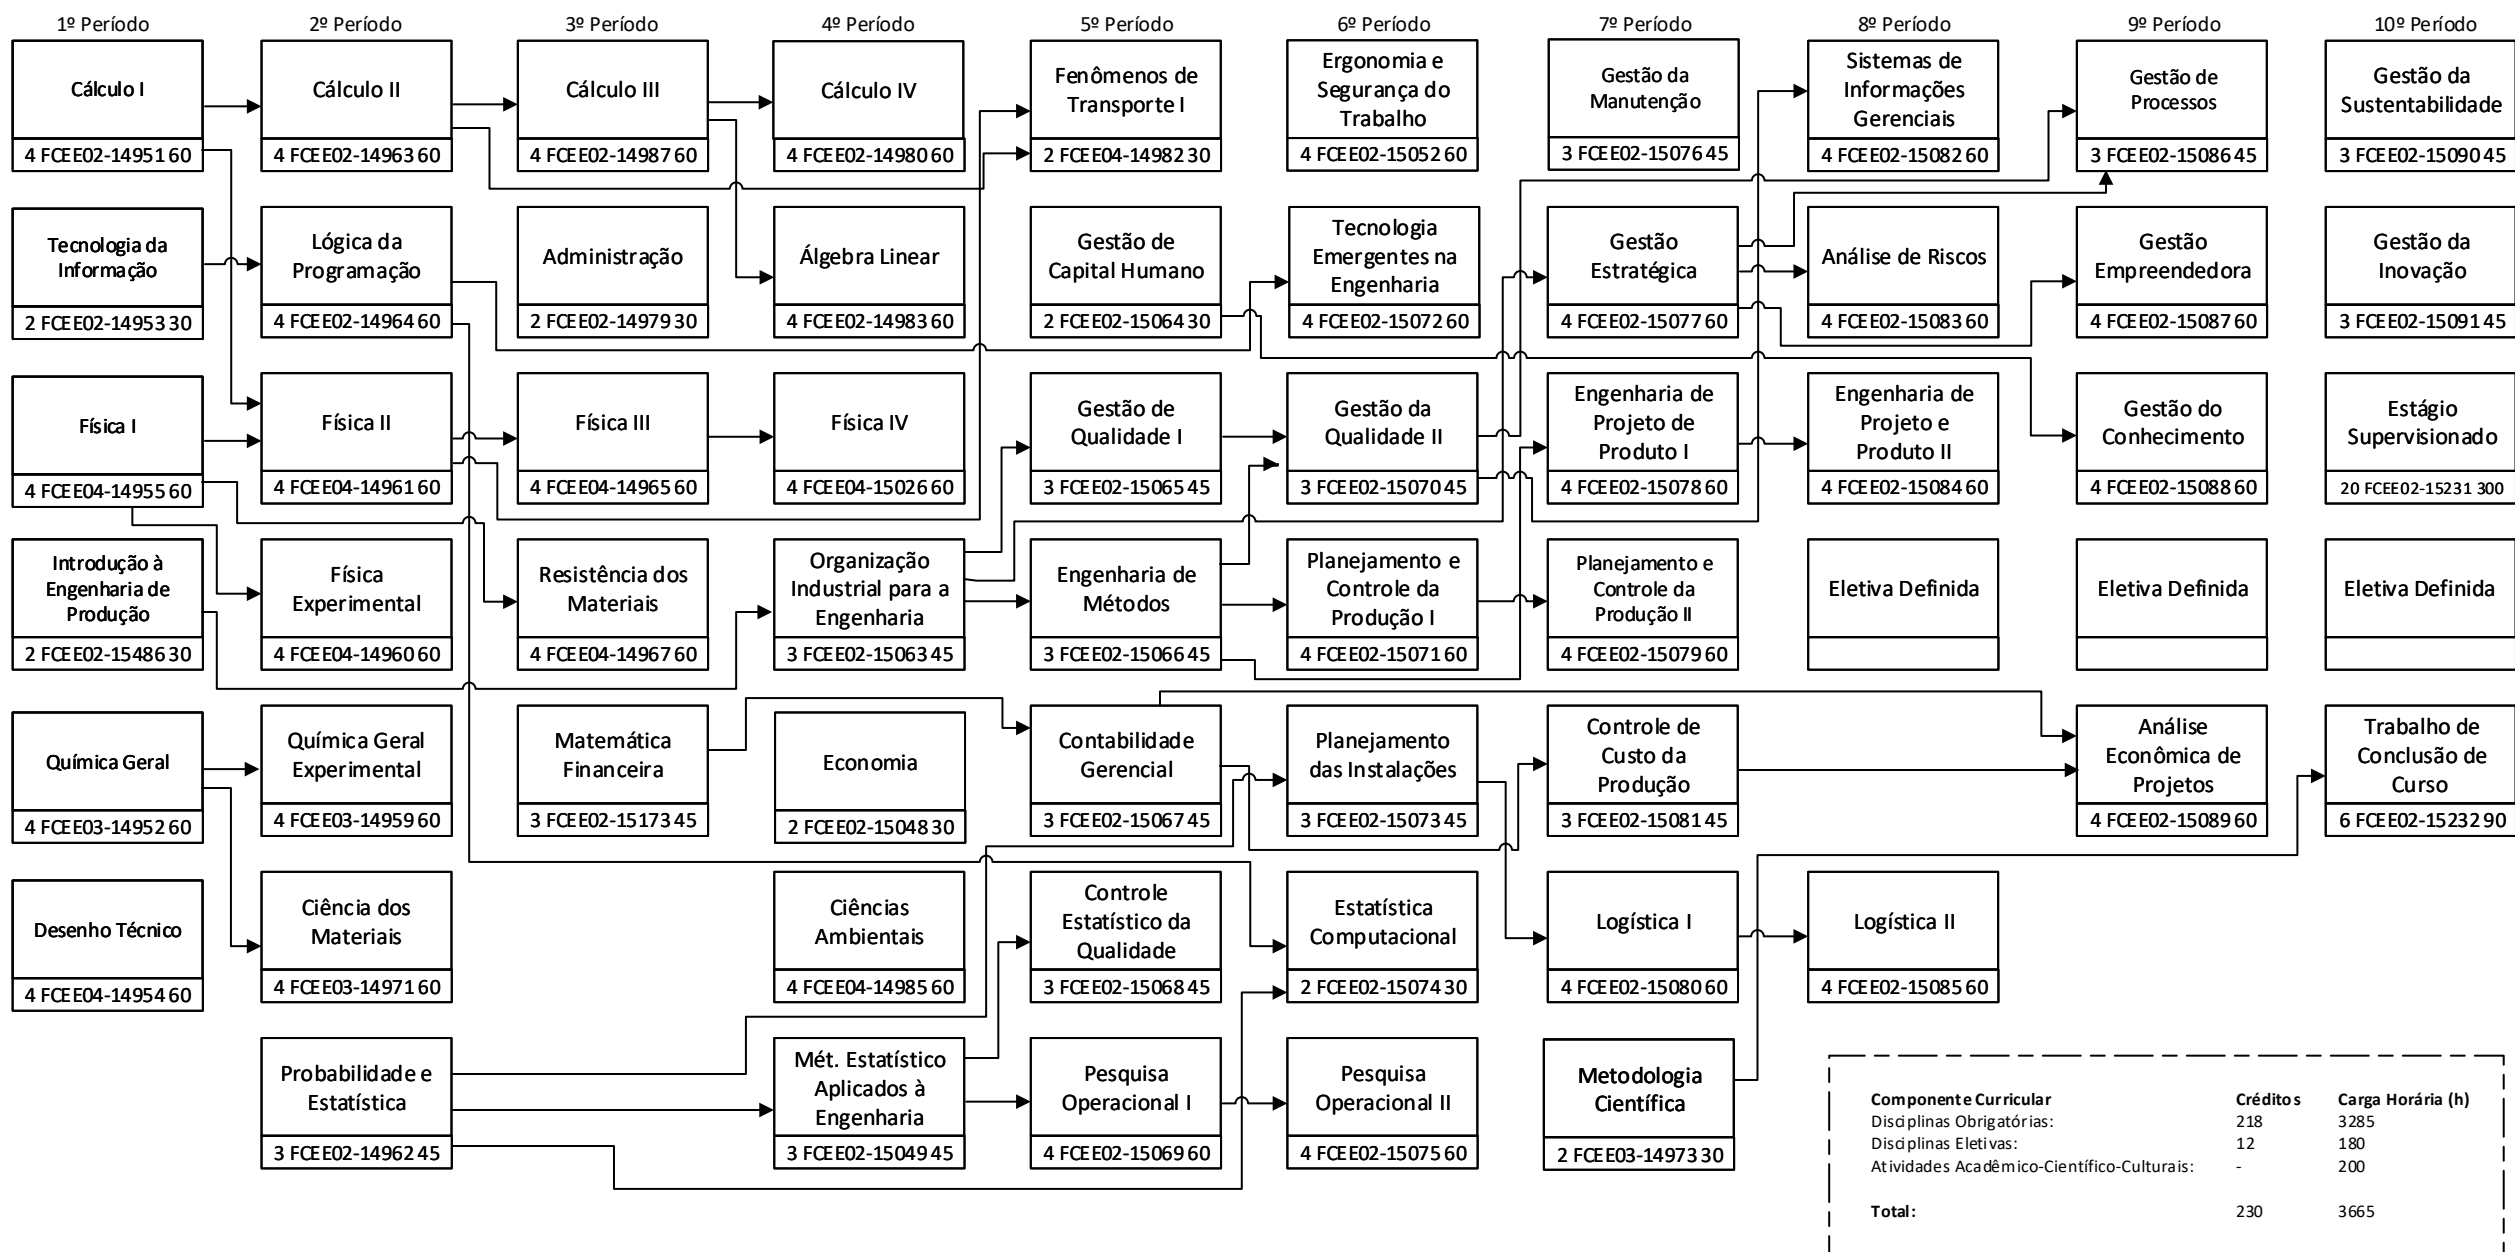 1º Período
2º Período
3º Período
4º Período
5º Período
6º Período
7º Período
8º Período
9º Período
10º Período
Cálculo I
4 FCEE02-14951 60
Cálculo II
4 FCEE02-14963 60
Cálculo III
4 FCEE02-14987 60
Cálculo IV
4 FCEE02-14980 60
Fenômenos de
Transporte I
2 FCEE04-14982 30
Ergonomia e
Segurança do
Trabalho
4 FCEE02-15052 60
Gestão da
Manutenção
3 FCEE02-15076 45
Sistemas de
Informações
Gerenciais
4 FCEE02-15082 60
Gestão de
Processos
3 FCEE02-15086 45
Gestão da
Sustentabilidade
3 FCEE02-15090 45
Tecnologia da
Informação
2 FCEE02-14953 30
Lógica da
Programação
4 FCEE02-14964 60
Administração
2 FCEE02-14979 30
Álgebra Linear
4 FCEE02-14983 60
Gestão de
Capital Humano
2 FCEE02-15064 30
Tecnologia
Emergentes na
Engenharia
4 FCEE02-15072 60
Gestão
Estratégica
4 FCEE02-15077 60
Análise de Riscos
4 FCEE02-15083 60
Gestão
Empreendedora
4 FCEE02-15087 60
Gestão da
Inovação
3 FCEE02-15091 45
Física I
4 FCEE04-14955 60
Física II
4 FCEE04-14961 60
Física III
4 FCEE04-14965 60
Física IV
4 FCEE04-15026 60
Gestão de
Qualidade I
3 FCEE02-15065 45
Gestão da
Qualidade II
3 FCEE02-15070 45
Engenharia de
Projeto de
Produto I
4 FCEE02-15078 60
Engenharia de
Projeto e
Produto II
4 FCEE02-15084 60
Gestão do
Conhecimento
4 FCEE02-15088 60
Estágio
Supervisionado
20 FCEE02-15231 300
Introdução à
Engenharia de
Produção
2 FCEE02-15486 30
Física
Experimental
4 FCEE04-14960 60
Resistência dos
Materiais
4 FCEE04-14967 60
Organização
Industrial para a
Engenharia
3 FCEE02-15063 45
Engenharia de
Métodos
3 FCEE02-15066 45
Planejamento e
Controle da
Produção I
4 FCEE02-15071 60
Planejamento e
Controle da
Produção II
4 FCEE02-15079 60
Eletiva Definida
Eletiva Definida
Eletiva Definida
Química Geral
4 FCEE03-14952 60
Química Geral
Experimental
4 FCEE03-14959 60
Matemática
Financeira
3 FCEE02-15173 45
Economia
2 FCEE02-15048 30
Contabilidade
Gerencial
3 FCEE02-15067 45
Planejamento
das Instalações
3 FCEE02-15073 45
Controle de
Custo da
Produção
3 FCEE02-15081 45
Análise
Econômica de
Projetos
4 FCEE02-15089 60
Trabalho de
Conclusão de
Curso
6 FCEE02-15232 90
Desenho Técnico
4 FCEE04-14954 60
Ciência dos
Materiais
4 FCEE03-14971 60
Ciências
Ambientais
4 FCEE04-14985 60
Controle
Estatístico da
Qualidade
3 FCEE02-15068 45
Estatística
Computacional
2 FCEE02-15074 30
Logística I
4 FCEE02-15080 60
Logística II
4 FCEE02-15085 60
Probabilidade e
Estatística
3 FCEE02-14962 45
Mét. Estatístico
Aplicados à
Engenharia
3 FCEE02-15049 45
Pesquisa
Operacional I
4 FCEE02-15069 60
Pesquisa
Operacional II
4 FCEE02-15075 60
Metodologia
Científica
2 FCEE03-14973 30
Componente Curricular Créditos Carga Horária (h)
Disciplinas Obrigatórias: 218 3285
Disciplinas Eletivas: 12 180
Atividades Acadêmico-Científico-Culturais: - 200
Total: 230 3665